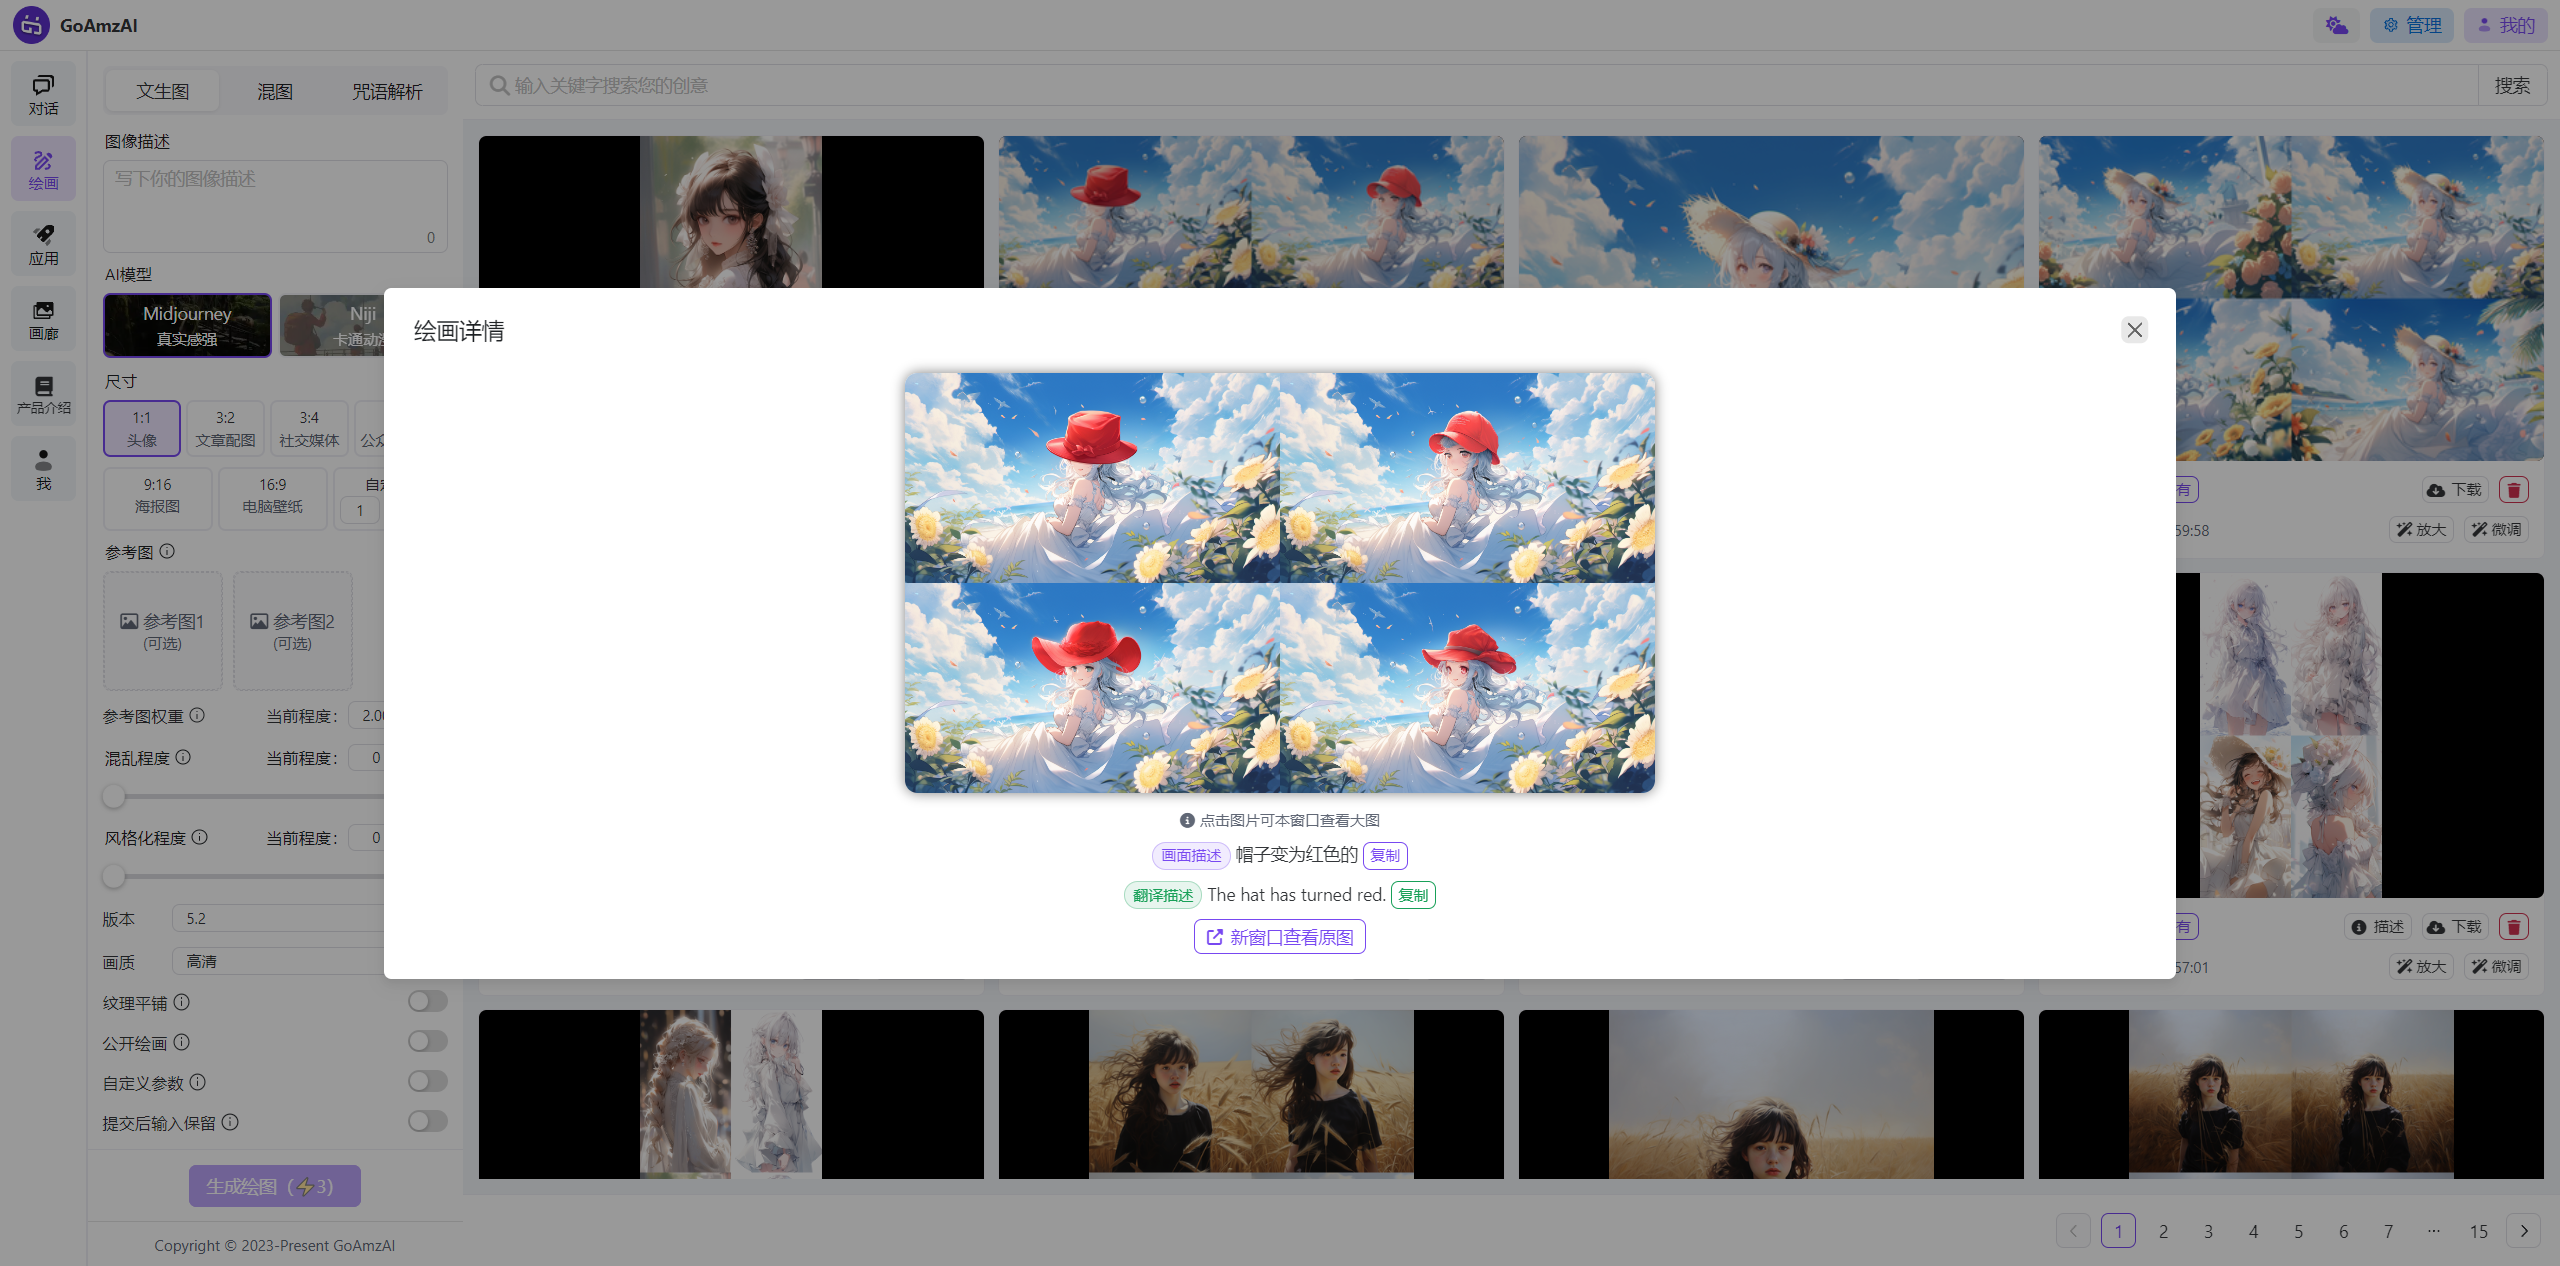 GoAmzAI
管理
我的
对话
绘画
应用
画廊
产品介绍
我
文生图
混图
咒语解析
图像描述
写下你的图像描述
0
AI模型
Midjourney
真实感强
Niji
卡通动
尺寸
1:1
头像
3:2
文章配图
3:4
社交媒体
公
9:16
海报图
16:9
电脑壁纸
自
1
参考图
参考图1
(可选)
参考图2
(可选)
参考图权重
当前程度：
2.0
混乱程度
当前程度：
0
风格化程度
当前程度：
0
版本
5.2
画质
高清
纹理平铺
公开绘画
自定义参数
提交后输入保留
生成绘图（⚡3）
Copyright © 2023-Present GoAmzAI
输入关键字搜索您的创意
搜索
绘画详情
点击图片可本窗口查看大图
画面描述 帽子变为红色的 复制
翻译描述 The hat has turned red. 复制
新窗口查看原图
有
下载
59:58
放大
微调
有
描述
下载
57:01
放大
微调
1 2 3 4 5 6 7 ··· 15